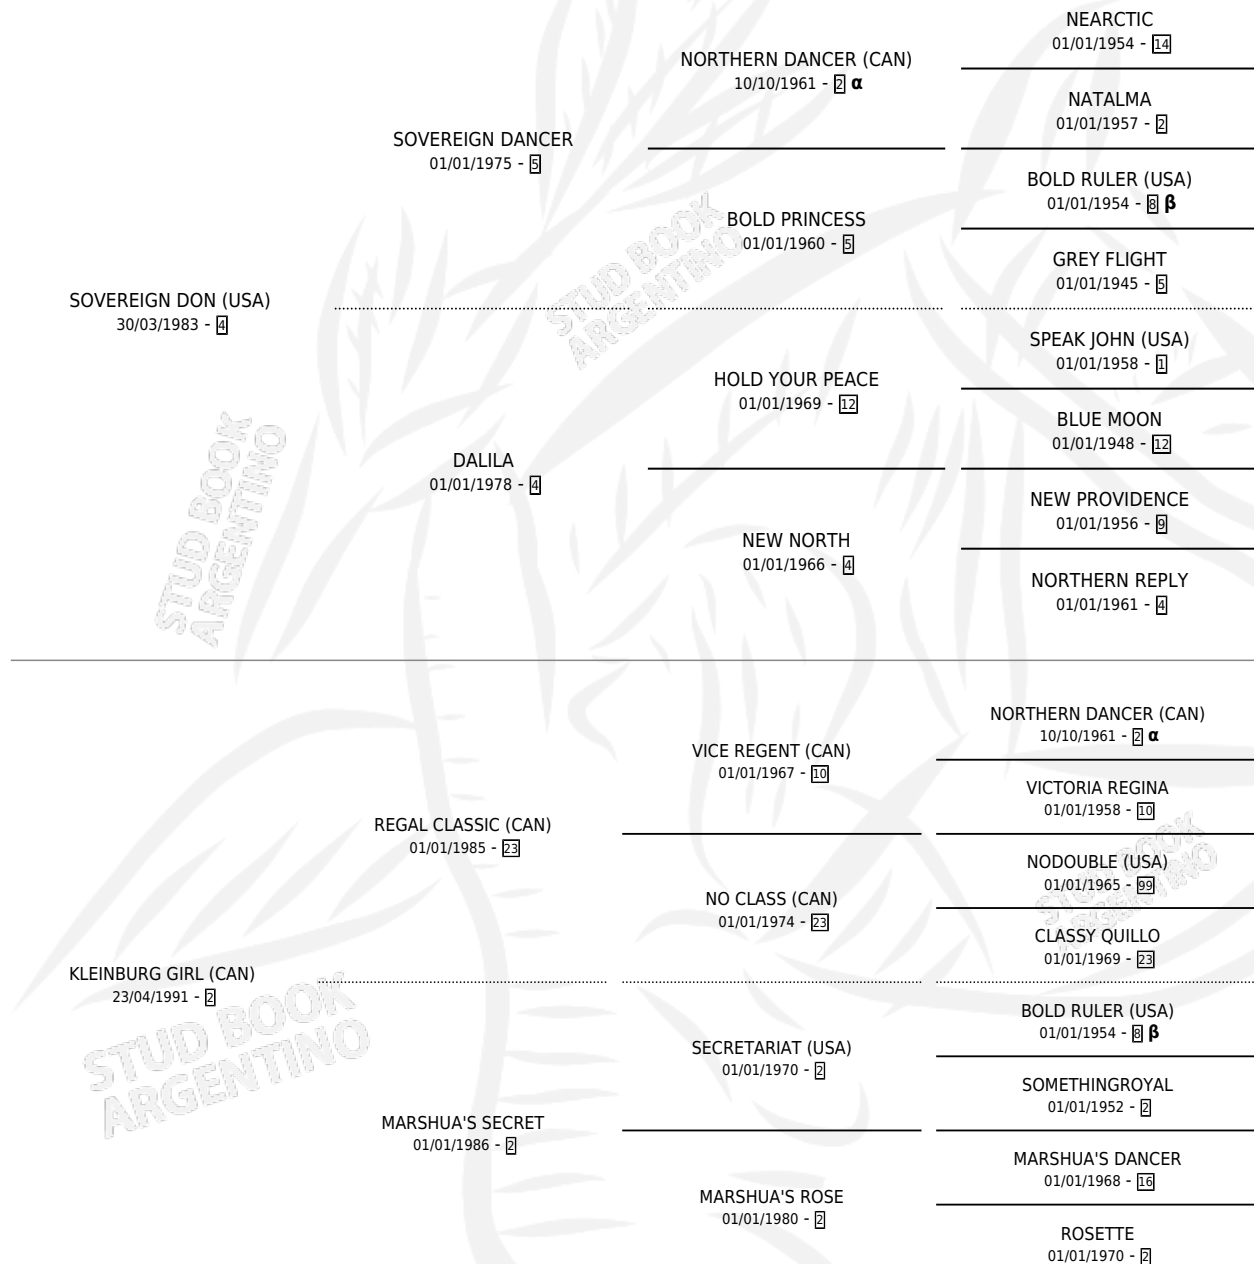 NEARCTIC
01/01/1954 - 14
NORTHERN DANCER (CAN)
10/10/1961 - 2 α
NATALMA
01/01/1957 - 2
SOVEREIGN DANCER
01/01/1975 - 5
BOLD RULER (USA)
01/01/1954 - 8 β
BOLD PRINCESS
01/01/1960 - 5
GREY FLIGHT
01/01/1945 - 5
SOVEREIGN DON (USA)
30/03/1983 - 4
SPEAK JOHN (USA)
01/01/1958 - 1
HOLD YOUR PEACE
01/01/1969 - 12
BLUE MOON
01/01/1948 - 12
DALILA
01/01/1978 - 4
NEW PROVIDENCE
01/01/1956 - 9
NEW NORTH
01/01/1966 - 4
NORTHERN REPLY
01/01/1961 - 4
NORTHERN DANCER (CAN)
10/10/1961 - 2 α
VICE REGENT (CAN)
01/01/1967 - 10
VICTORIA REGINA
01/01/1958 - 10
REGAL CLASSIC (CAN)
01/01/1985 - 23
NODOUBLE (USA)
01/01/1965 - 99
NO CLASS (CAN)
01/01/1974 - 23
CLASSY QUILLO
01/01/1969 - 23
KLEINBURG GIRL (CAN)
23/04/1991 - 2
BOLD RULER (USA)
01/01/1954 - 8 β
SECRETARIAT (USA)
01/01/1970 - 2
SOMETHINGROYAL
01/01/1952 - 2
MARSHUA'S SECRET
01/01/1986 - 2
MARSHUA'S DANCER
01/01/1968 - 16
MARSHUA'S ROSE
01/01/1980 - 2
ROSETTE
01/01/1970 - 2
STUD BOOK
ARGENTINO
STUD BOOK
ARGENTINO
STUD BOOK
ARGENTINO
STUD BOOK
ARGENTINO